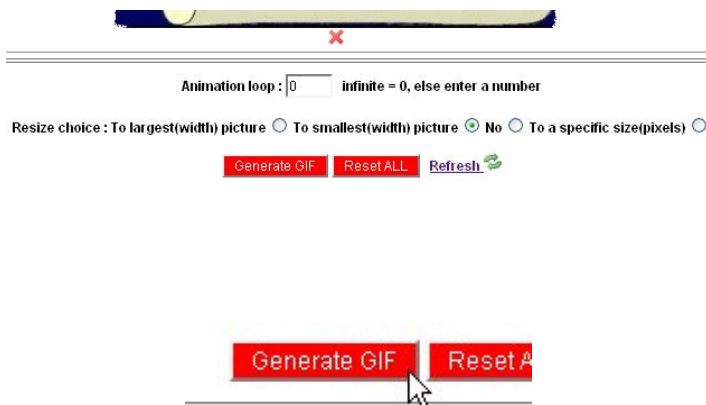 Animation loop : 0 infinite = 0, else enter a number
Resize choice : To largest(width) picture To smallest(width) picture No To a specific size(pixels)
Generate GIF Reset ALL Refresh
Generate GIF Reset A